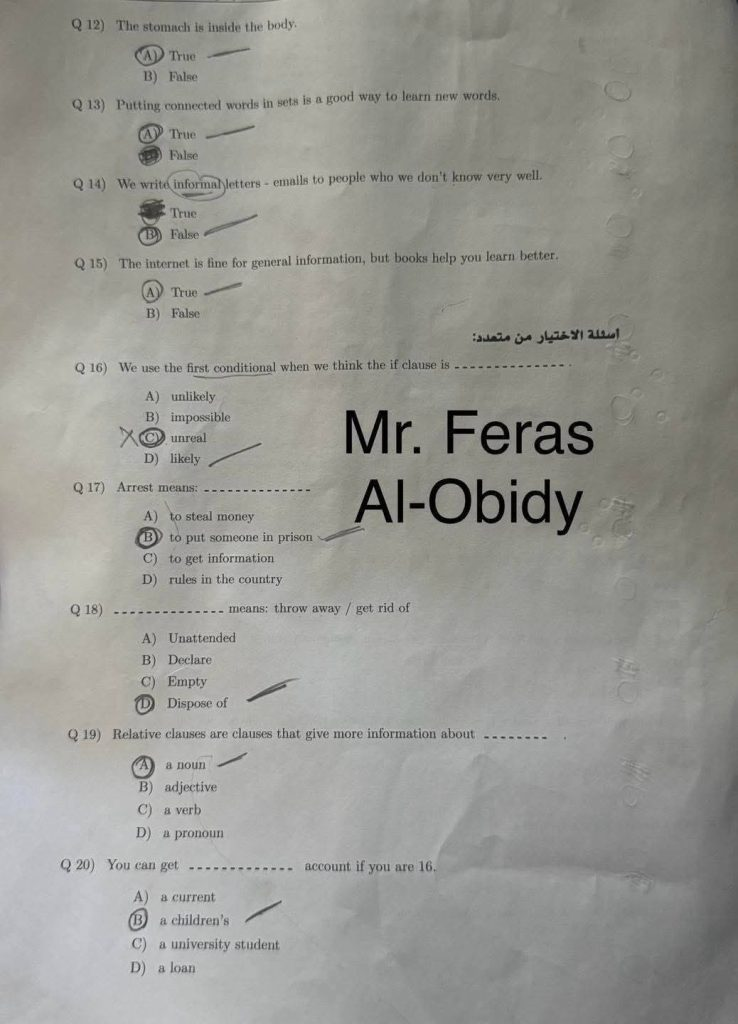 Q 12) The stomach is inside the body.
A) True
B) False
Q 13) Putting connected words in sets is a good way to learn new words.
A) True
False
Q 14) We write informal letters - emails to people who we don't know very well.
True
B) False
Q 15) The internet is fine for general information, but books help you learn better.
A) True
B) False
اسئلة الاختيار من متعدد:
Q 16) We use the first conditional when we think the if clause is -------------- .
A) unlikely
B) impossible
C) unreal
D) likely
Mr. Feras
Al-Obidy
Q 17) Arrest means: -------------
A) to steal money
B) to put someone in prison
C) to get information
D) rules in the country
Q 18) -------------- means: throw away / get rid of
A) Unattended
B) Declare
C) Empty
D) Dispose of
Q 19) Relative clauses are clauses that give more information about -------- .
A) a noun
B) adjective
C) a verb
D) a pronoun
Q 20) You can get ------------- account if you are 16.
A) a current
B) a children's
C) a university student
D) a loan